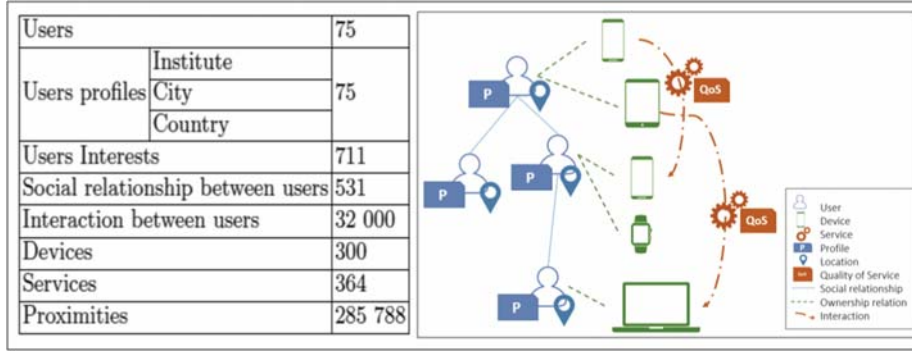 Users 75
Users profiles Institute 75
City
Country
Users Interests 711
Social relationship between users 531
Interaction between users 32 000
Devices 300
Services 364
Proximities 285 788
P
QoS
P
P
QoS
P
User
Device
Service
P Profile
Location
QoS Quality of Service
Social relationship
Ownership relation
Interaction